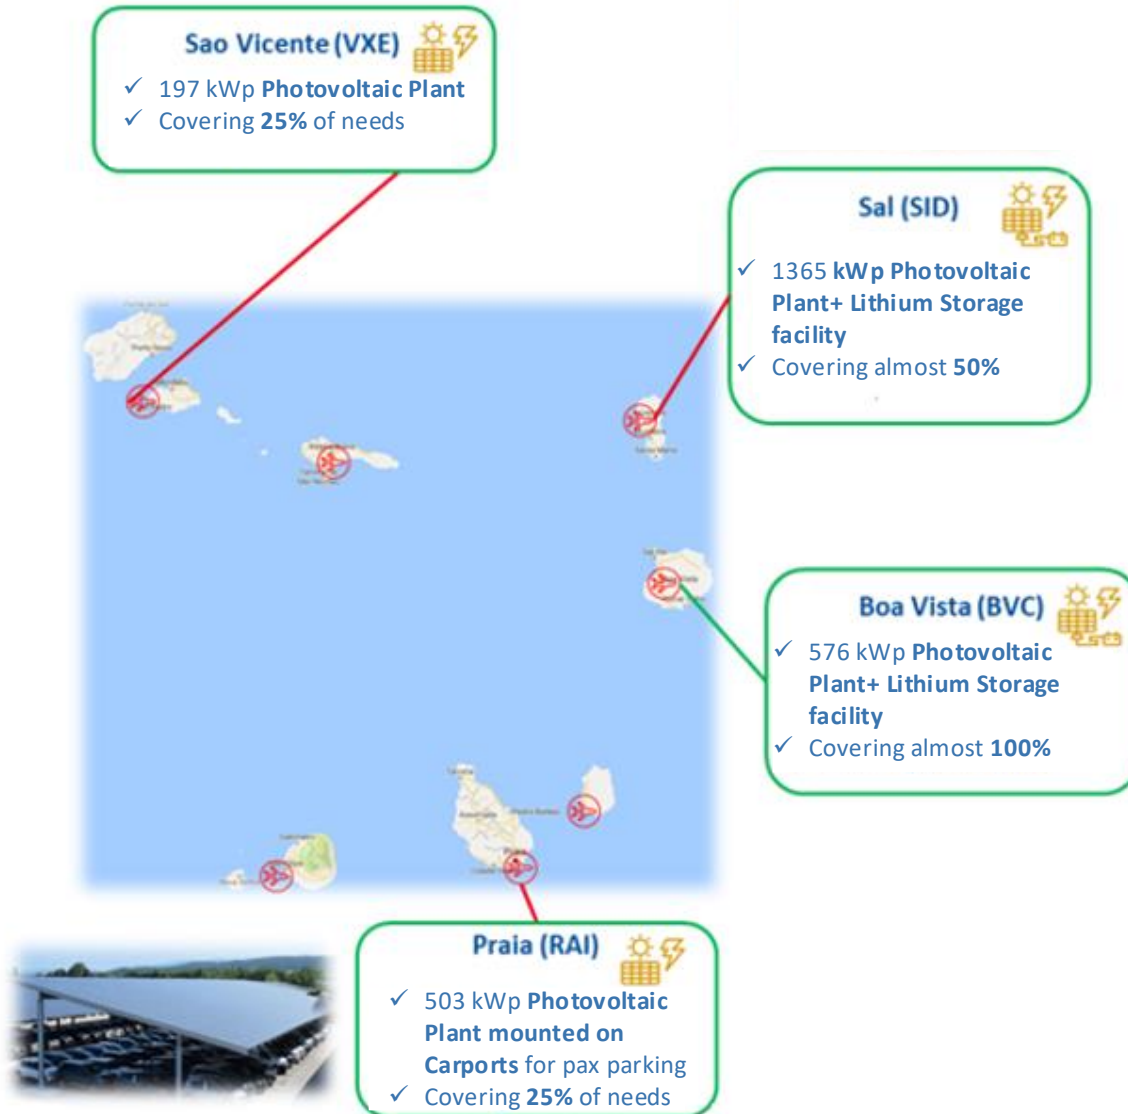 Sao Vicente (VXE)
✓ 197 kWp Photovoltaic Plant
✓ Covering 25% of needs
Sal (SID)
✓ 1365 kWp Photovoltaic
Plant+ Lithium Storage
facility
✓ Covering almost 50%
Boa Vista (BVC)
✓ 576 kWp Photovoltaic
Plant+ Lithium Storage
facility
✓ Covering almost 100%
Praia (RAI)
✓ 503 kWp Photovoltaic
Plant mounted on
Carports for pax parking
✓ Covering 25% of needs